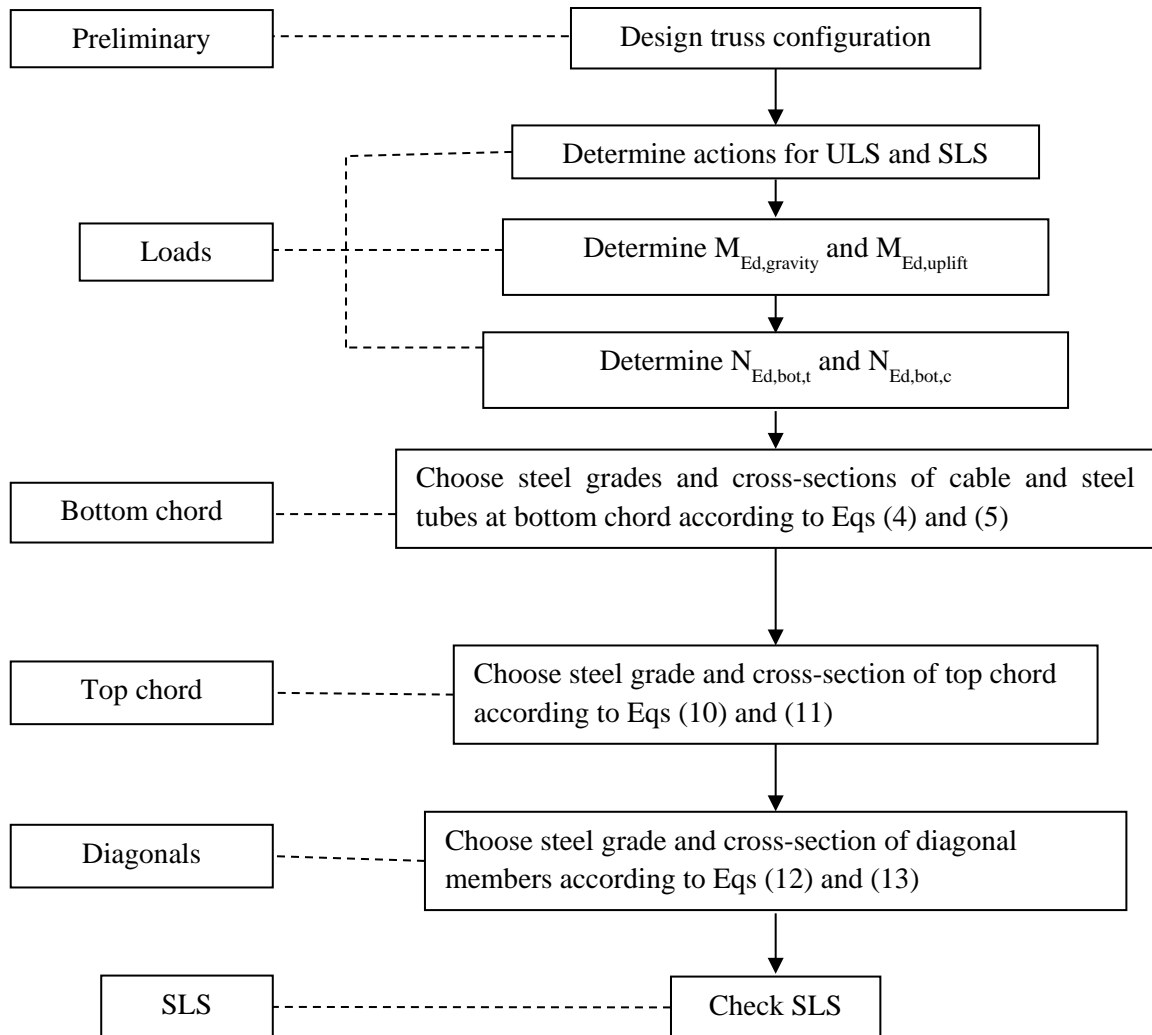 Preliminary
Design truss configuration
Determine actions for ULS and SLS
Loads
Determine M_Ed,gravity and M_Ed,uplift
Determine N_Ed,bot,t and N_Ed,bot,c
Bottom chord
Choose steel grades and cross-sections of cable and steel
tubes at bottom chord according to Eqs (4) and (5)
Top chord
Choose steel grade and cross-section of top chord
according to Eqs (10) and (11)
Diagonals
Choose steel grade and cross-section of diagonal
members according to Eqs (12) and (13)
SLS
Check SLS